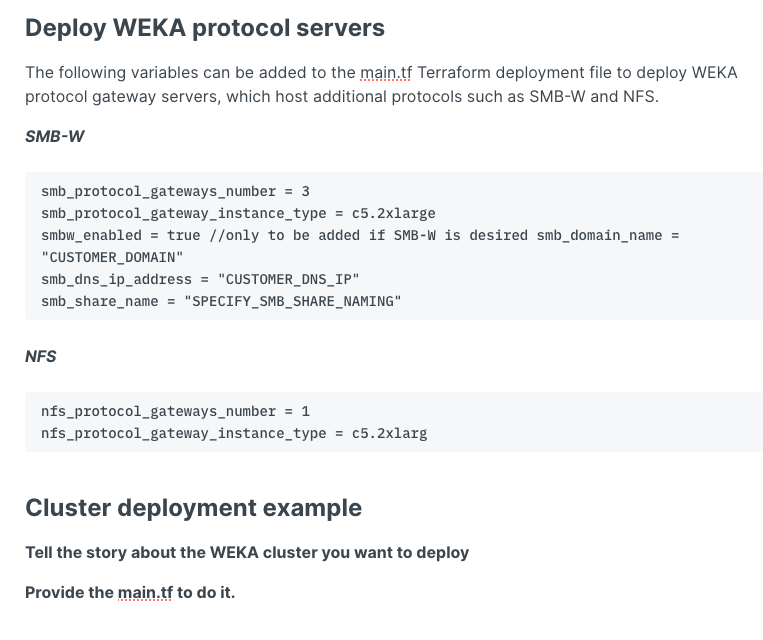 Deploy WEKA protocol servers
The following variables can be added to the main.tf Terraform deployment file to deploy WEKA
protocol gateway servers, which host additional protocols such as SMB-W and NFS.
SMB-W
smb_protocol_gateways_number = 3
smb_protocol_gateway_instance_type = c5.2xlarge
smbw_enabled = true //only to be added if SMB-W is desired smb_domain_name =
"CUSTOMER_DOMAIN"
smb_dns_ip_address = "CUSTOMER_DNS_IP"
smb_share_name = "SPECIFY_SMB_SHARE_NAMING"
NFS
nfs_protocol_gateways_number = 1
nfs_protocol_gateway_instance_type = c5.2xlarg
Cluster deployment example
Tell the story about the WEKA cluster you want to deploy
Provide the main.tf to do it.